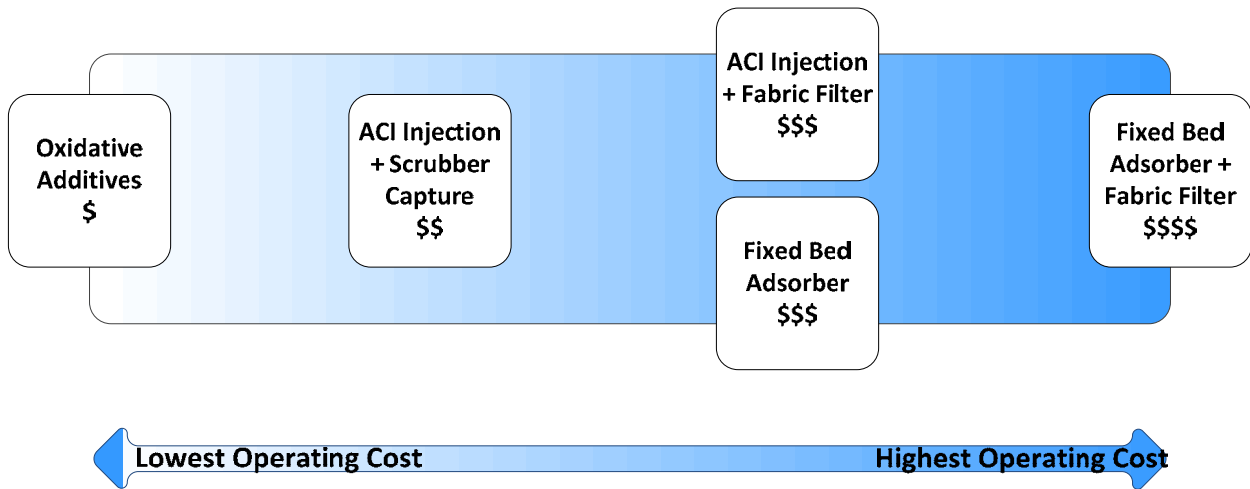 Oxidative
Additives
$
ACI Injection
+ Scrubber
Capture
$$
ACI Injection
+ Fabric Filter
$$$
Fixed Bed
Adsorber
$$$
Fixed Bed
Adsorber +
Fabric Filter
$$$$
Lowest Operating Cost
Highest Operating Cost